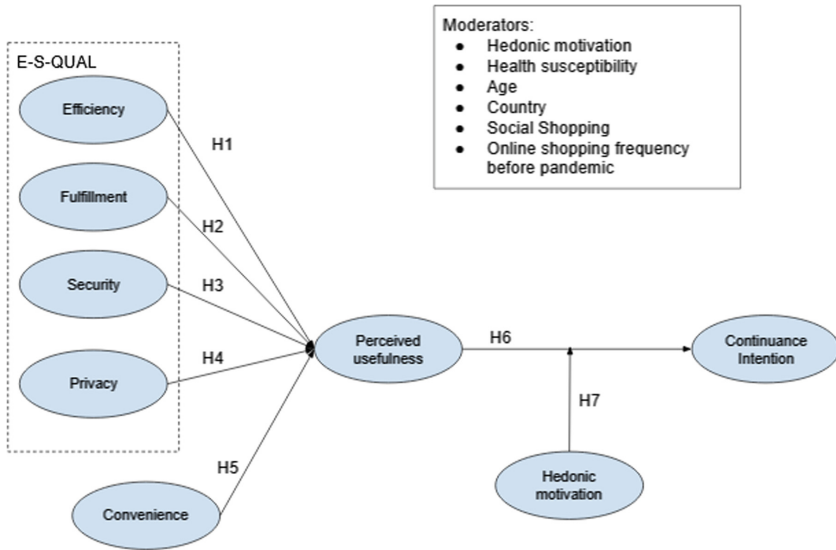 Moderators:
● Hedonic motivation
● Health susceptibility
● Age
● Country
● Social Shopping
● Online shopping frequency
before pandemic
E-S-QUAL
Efficiency
H1
Fulfillment
H2
Security
H3
Perceived
usefulness
H6
Continuance
Intention
Privacy
H4
H7
H5
Hedonic
motivation
Convenience